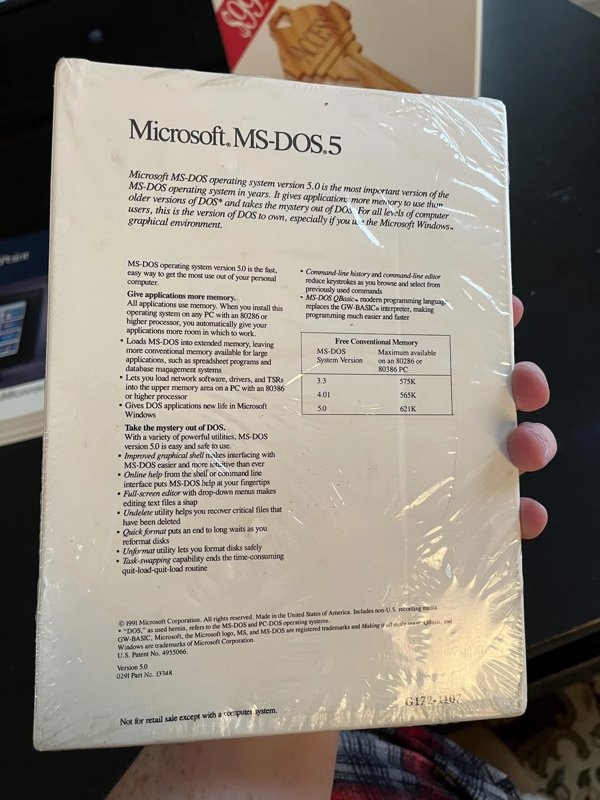 $99
ACCESS
Point
Microsoft® MS-DOS® 5
Microsoft MS-DOS operating system version 5.0 is the most important version of the
MS-DOS operating system in years. It gives applications more memory to use than
older versions of DOS* and takes the mystery out of DOS. For all levels of computer
users, this is the version of DOS to own, especially if you use the Microsoft Windows™
graphical environment.
MS-DOS operating system version 5.0 is the fast,
easy way to get the most use out of your personal
computer.
Give applications more memory.
All applications use memory. When you install this
operating system on any PC with an 80286 or
higher processor, you automatically give your
applications more room in which to work.
• Loads MS-DOS into extended memory, leaving
more conventional memory available for large
applications, such as spreadsheet programs and
database management systems
• Lets you load network software, drivers, and TSRs
into the upper memory area on a PC with an 80386
or higher processor
• Gives DOS applications new life in Microsoft
Windows
Take the mystery out of DOS.
With a variety of powerful utilities, MS-DOS
version 5.0 is easy and safe to use.
• Improved graphical shell makes interfacing with
MS-DOS easier and more intuitive than ever
• Online help from the shell or command line
interface puts MS-DOS help at your fingertips
• Full-screen editor with drop-down menus makes
editing text files a snap
• Undelete utility helps you recover critical files that
have been deleted
• Quick format puts an end to long waits as you
reformat disks
• Unformat utility lets you format disks safely
• Task-swapping capability ends the time-consuming
quit-load-quit-load routine
• Command-line history and command-line editor
reduce keystrokes as you browse and select from
previously used commands
• MS-DOS QBasic™ modern programming language
replaces the GW-BASIC® interpreter, making
programming much easier and faster
Free Conventional Memory
MS-DOS Maximum available
System Version on an 80286 or
80386 PC
3.3 575K
4.01 565K
5.0 621K
© 1991 Microsoft Corporation. All rights reserved. Made in the United States of America. Includes non-U.S. recording media.
* "DOS," as used herein, refers to the MS-DOS and PC-DOS operating systems.
GW-BASIC, Microsoft, the Microsoft logo, MS, and MS-DOS are registered trademarks and Making it all make sense, QBasic, and
Windows are trademarks of Microsoft Corporation.
U.S. Patent No. 4955066.
Version 5.0
0291 Part No. 13348
G172-1107
Not for retail sale except with a computer system.